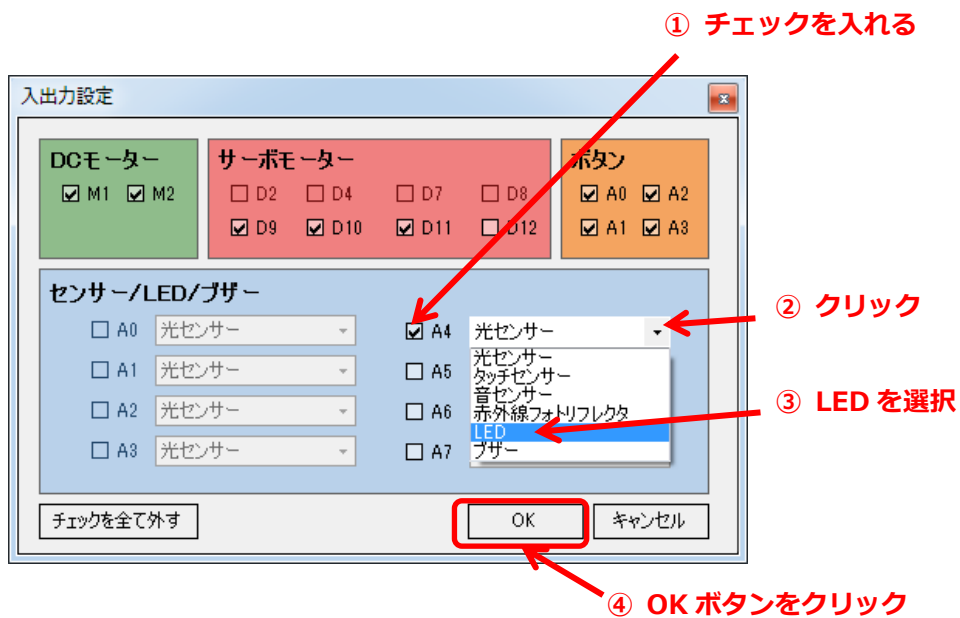 ① チェックを入れる
入出力設定
DCモーター
M1 M2
サーボモーター
D2 D4 D7 D8
D9 D10 D11 D12
ボタン
A0 A2
A1 A3
センサー/LED/ブザー
A0 光センサー
A1 光センサー
A2 光センサー
A3 光センサー
A4 光センサー
A5
A6
A7
光センサー
タッチセンサー
音センサー
赤外線フォトリフレクタ
LED
ブザー
② クリック
③ LED を選択
チェックを全て外す
OK
キャンセル
④ OK ボタンをクリック